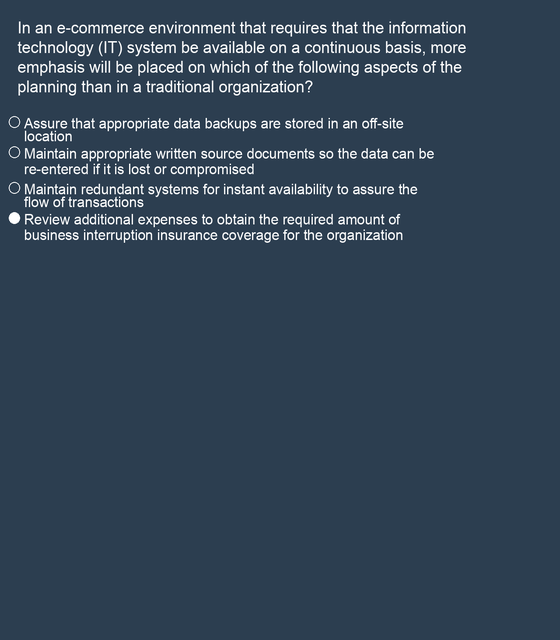 In an e-commerce environment that requires that the information
technology (IT) system be available on a continuous basis, more
emphasis will be placed on which of the following aspects of the
planning than in a traditional organization?
Assure that appropriate data backups are stored in an off-site
location
Maintain appropriate written source documents so the data can be
re-entered if it is lost or compromised
Maintain redundant systems for instant availability to assure the
flow of transactions
Review additional expenses to obtain the required amount of
business interruption insurance coverage for the organization